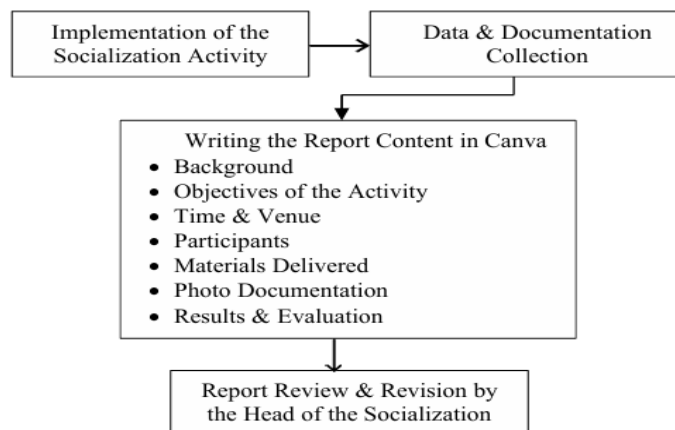 Implementation of the
Socialization Activity
Data & Documentation
Collection
Writing the Report Content in Canva
• Background
• Objectives of the Activity
• Time & Venue
• Participants
• Materials Delivered
• Photo Documentation
• Results & Evaluation
Report Review & Revision by
the Head of the Socialization